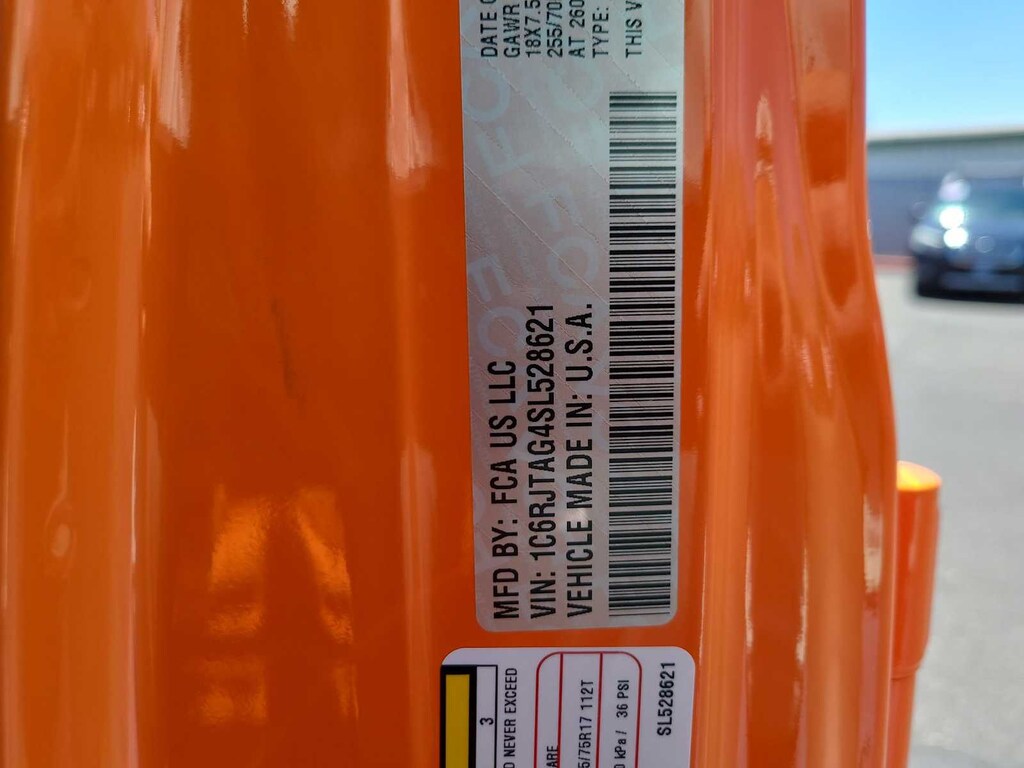 MFD BY: FCA US LLC
VIN: 1C6RJTAG4SL528621
VEHICLE MADE IN: U.S.A.
DATE O
GAWR
18X7.5
255/70
AT 260
TYPE:
THIS V
3
D NEVER EXCEED
ARE
5/75R17 112T
0 kPa / 36 PSI
SL528621